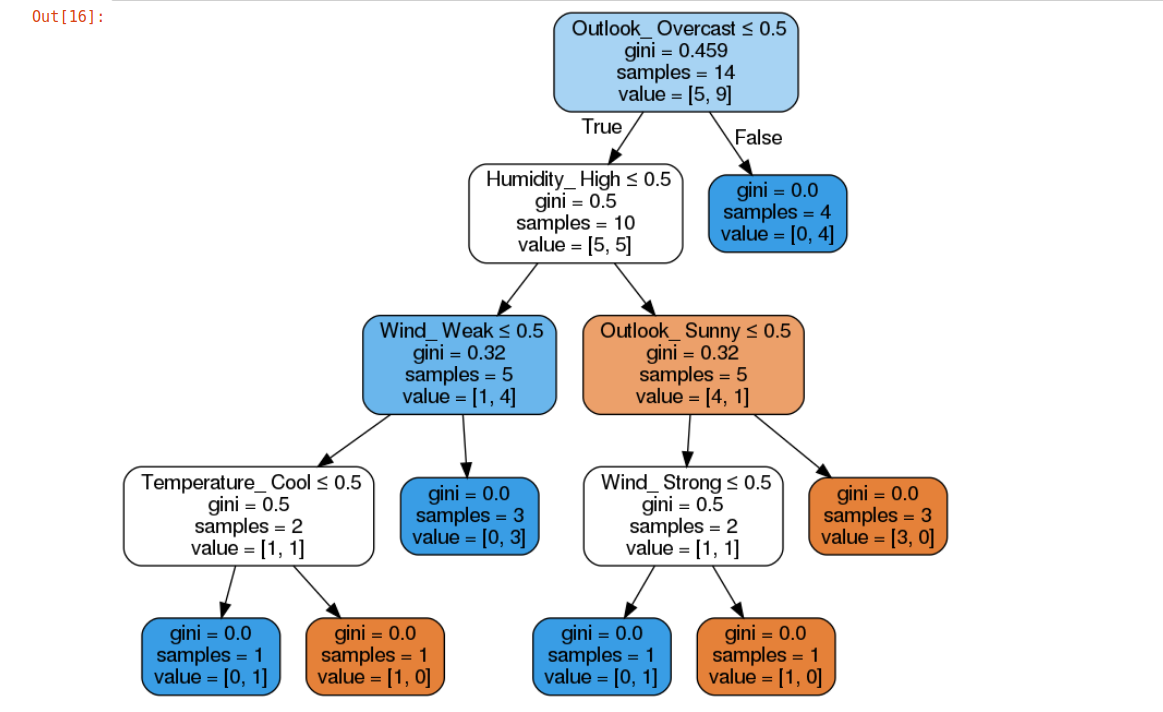 Out[16]:
Outlook_ Overcast ≤ 0.5
gini = 0.459
samples = 14
value = [5, 9]
True
False
Humidity_ High ≤ 0.5
gini = 0.5
samples = 10
value = [5, 5]
gini = 0.0
samples = 4
value = [0, 4]
Wind_ Weak ≤ 0.5
gini = 0.32
samples = 5
value = [1, 4]
Outlook_ Sunny ≤ 0.5
gini = 0.32
samples = 5
value = [4, 1]
Temperature_ Cool ≤ 0.5
gini = 0.5
samples = 2
value = [1, 1]
gini = 0.0
samples = 3
value = [0, 3]
Wind_ Strong ≤ 0.5
gini = 0.5
samples = 2
value = [1, 1]
gini = 0.0
samples = 3
value = [3, 0]
gini = 0.0
samples = 1
value = [0, 1]
gini = 0.0
samples = 1
value = [1, 0]
gini = 0.0
samples = 1
value = [0, 1]
gini = 0.0
samples = 1
value = [1, 0]